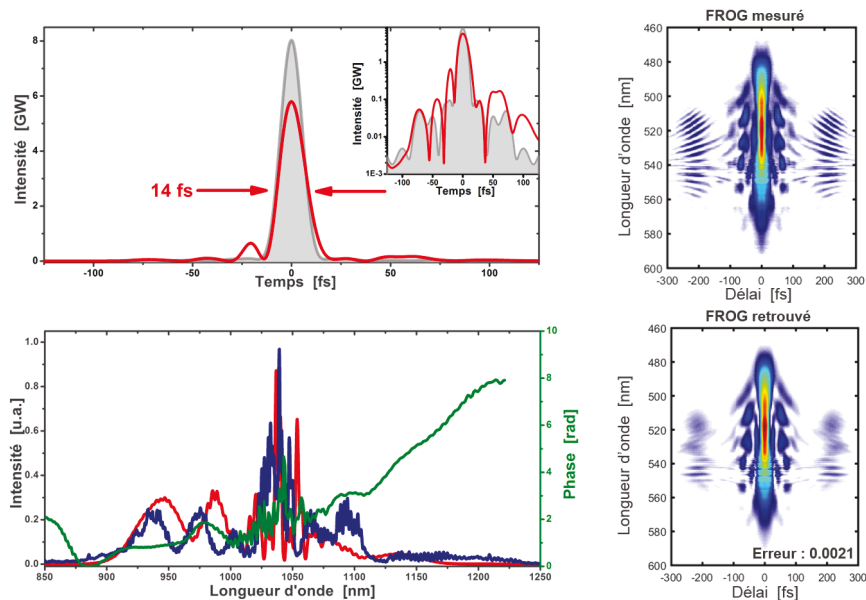 8
6
4
2
0
Intensité [GW]
14 fs
-100
-50
0
50
100
Temps [fs]
1
0.1
0.01
1E-3
Intensité [GW]
-100
-50
0
50
100
Temps [fs]
FROG mesuré
460
480
500
520
540
560
580
600
Longueur d'onde [nm]
-300 -200 -100 0 100 200 300
Délai [fs]
1.0
0.8
0.6
0.4
0.2
0.0
Intensité [u.a.]
10
8
6
4
2
0
Phase [rad]
850 900 950 1000 1050 1100 1150 1200 1250
Longueur d'onde [nm]
FROG retrouvé
460
480
500
520
540
560
580
600
Longueur d'onde [nm]
Erreur : 0.0021
-300 -200 -100 0 100 200 300
Délai [fs]